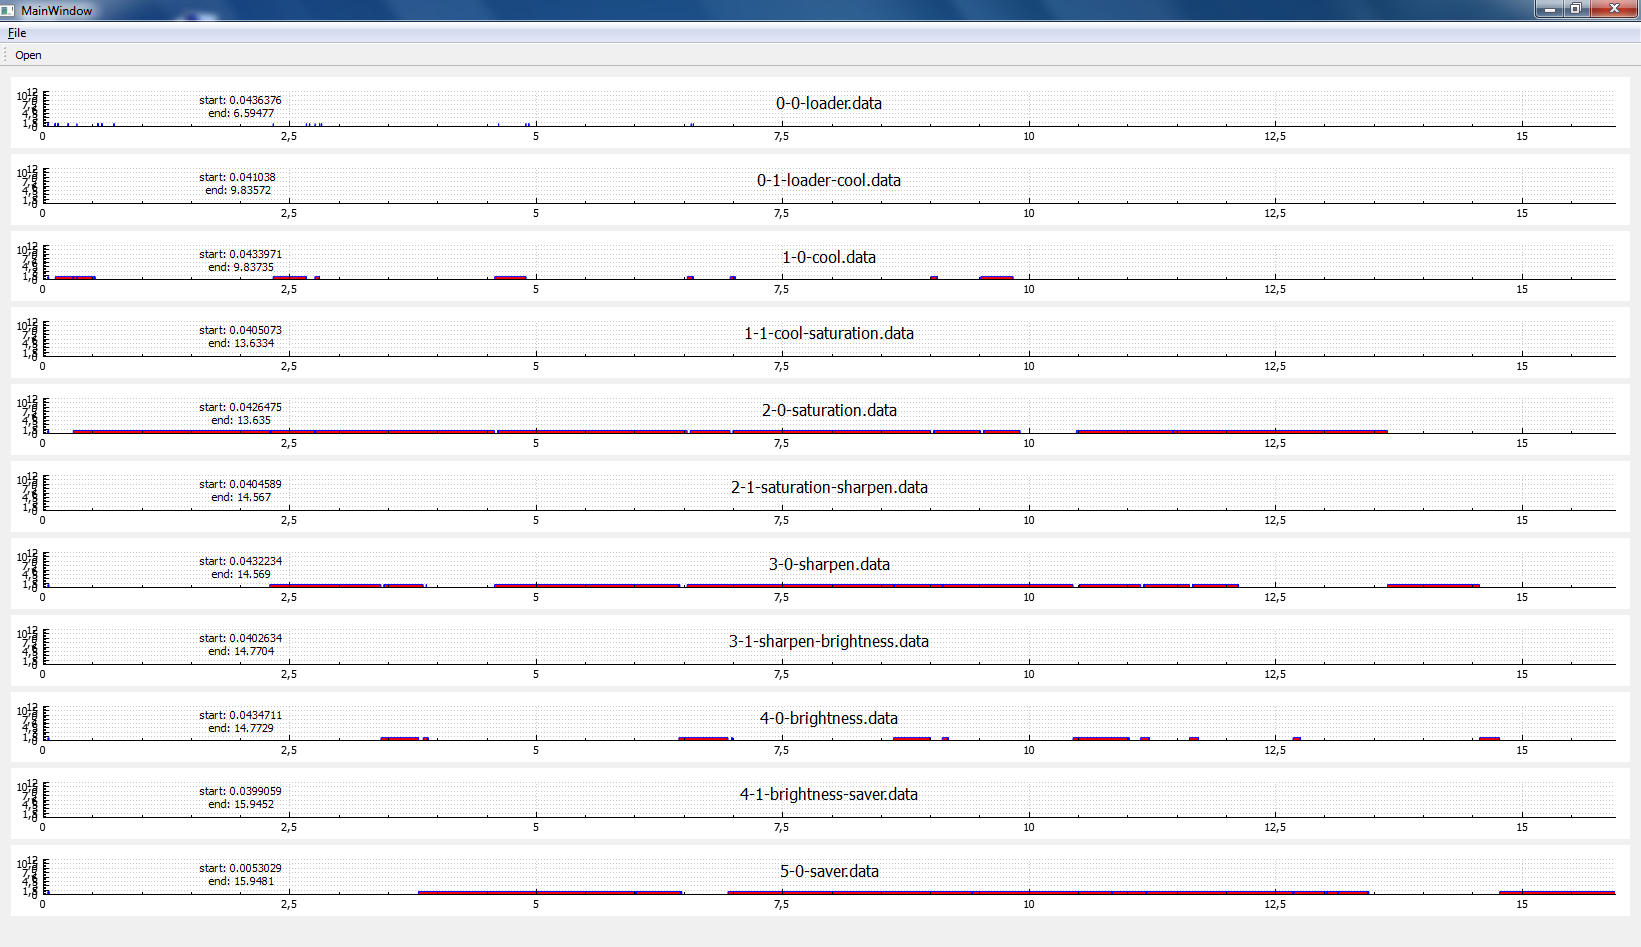 MainWindow
File
Open
0-0-loader.data
start: 0.0436376
end: 6.59477
0 2,5 5 7,5 10 12,5 15
0-1-loader-cool.data
start: 0.041038
end: 9.83572
0 2,5 5 7,5 10 12,5 15
1-0-cool.data
start: 0.0433971
end: 9.83735
0 2,5 5 7,5 10 12,5 15
1-1-cool-saturation.data
start: 0.0405073
end: 13.6334
0 2,5 5 7,5 10 12,5 15
2-0-saturation.data
start: 0.0426475
end: 13.635
0 2,5 5 7,5 10 12,5 15
2-1-saturation-sharpen.data
start: 0.0404589
end: 14.567
0 2,5 5 7,5 10 12,5 15
3-0-sharpen.data
start: 0.0432234
end: 14.569
0 2,5 5 7,5 10 12,5 15
3-1-sharpen-brightness.data
start: 0.0402634
end: 14.7704
0 2,5 5 7,5 10 12,5 15
4-0-brightness.data
start: 0.0434711
end: 14.7729
0 2,5 5 7,5 10 12,5 15
4-1-brightness-saver.data
start: 0.0399059
end: 15.9452
0 2,5 5 7,5 10 12,5 15
5-0-saver.data
start: 0.0053029
end: 15.9481
0 2,5 5 7,5 10 12,5 15